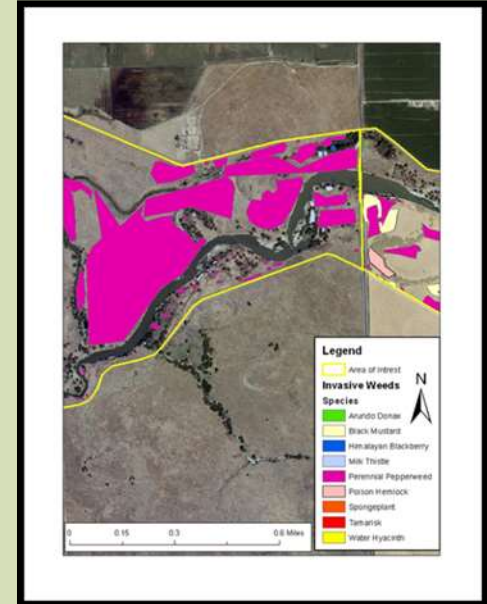 Legend
Area of Intrest
Invasive Weeds
Species
N
Arundo Donax
Black Mustard
Himalayan Blackberry
Milk Thistle
Perennial Pepperweed
Poison Hemlock
Spongeplant
Tamarisk
Water Hyacinth
0 0.15 0.3 0.6 Miles